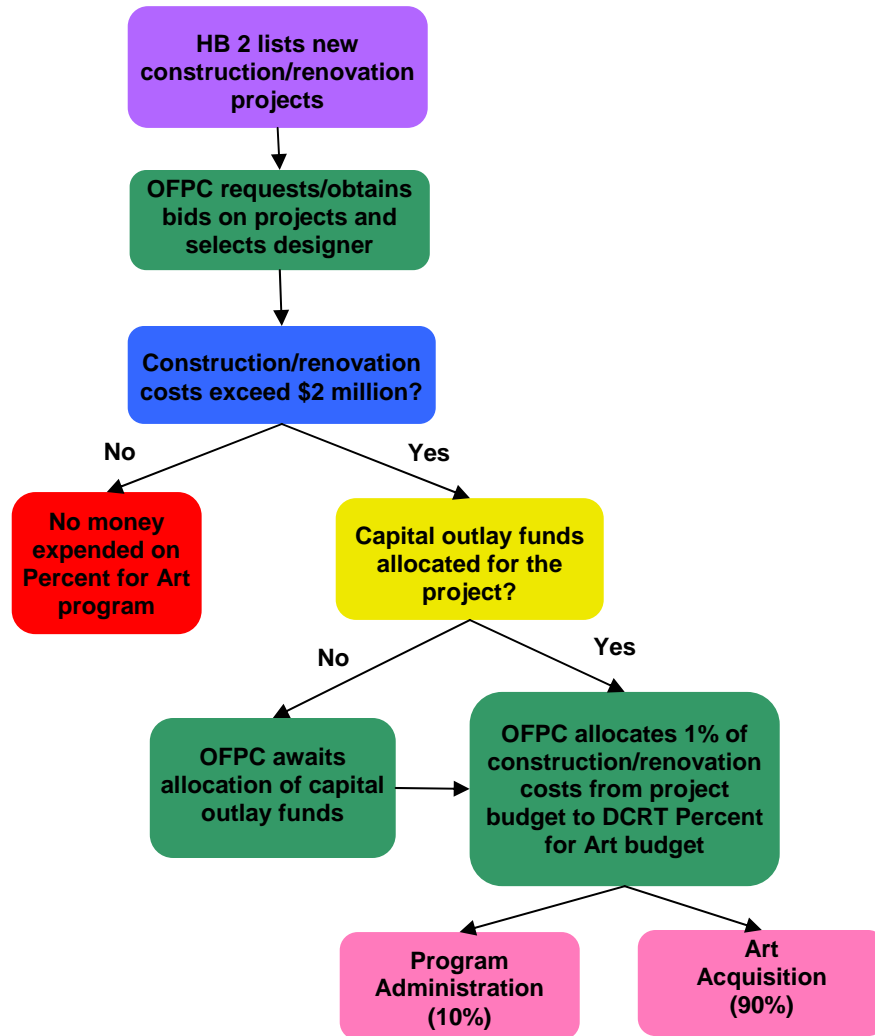 HB 2 lists new
construction/renovation
projects
OFPC requests/obtains
bids on projects and
selects designer
Construction/renovation
costs exceed $2 million?
No
Yes
No money
expended on
Percent for Art
program
Capital outlay funds
allocated for the
project?
No
Yes
OFPC awaits
allocation of capital
outlay funds
OFPC allocates 1% of
construction/renovation
costs from project
budget to DCRT Percent
for Art budget
Program
Administration
(10%)
Art
Acquisition
(90%)